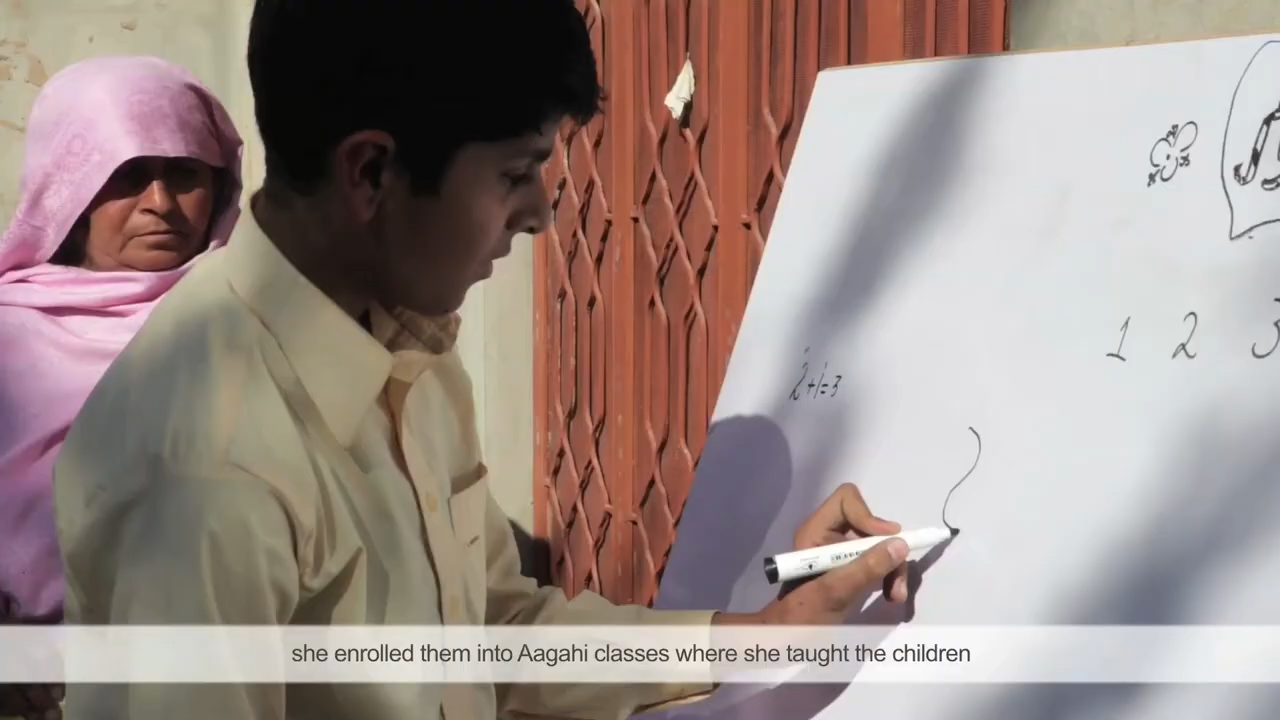 1 2 3
2+1=3
she enrolled them into Aagahi classes where she taught the children